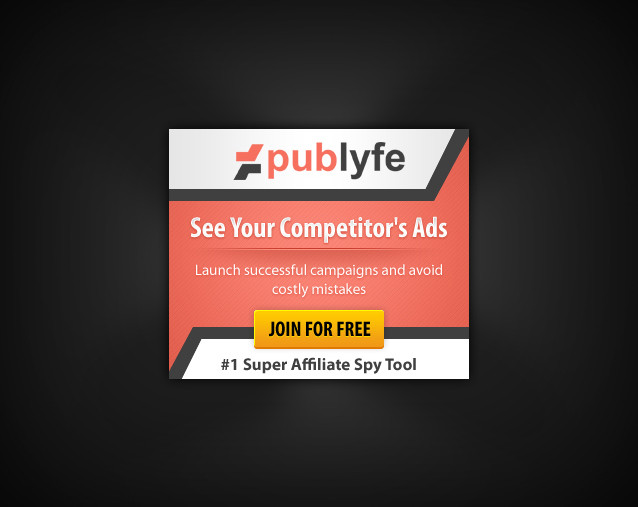 publyfe
See Your Competitor's Ads
Launch successful campaigns and avoid
costly mistakes
JOIN FOR FREE
#1 Super Affiliate Spy Tool